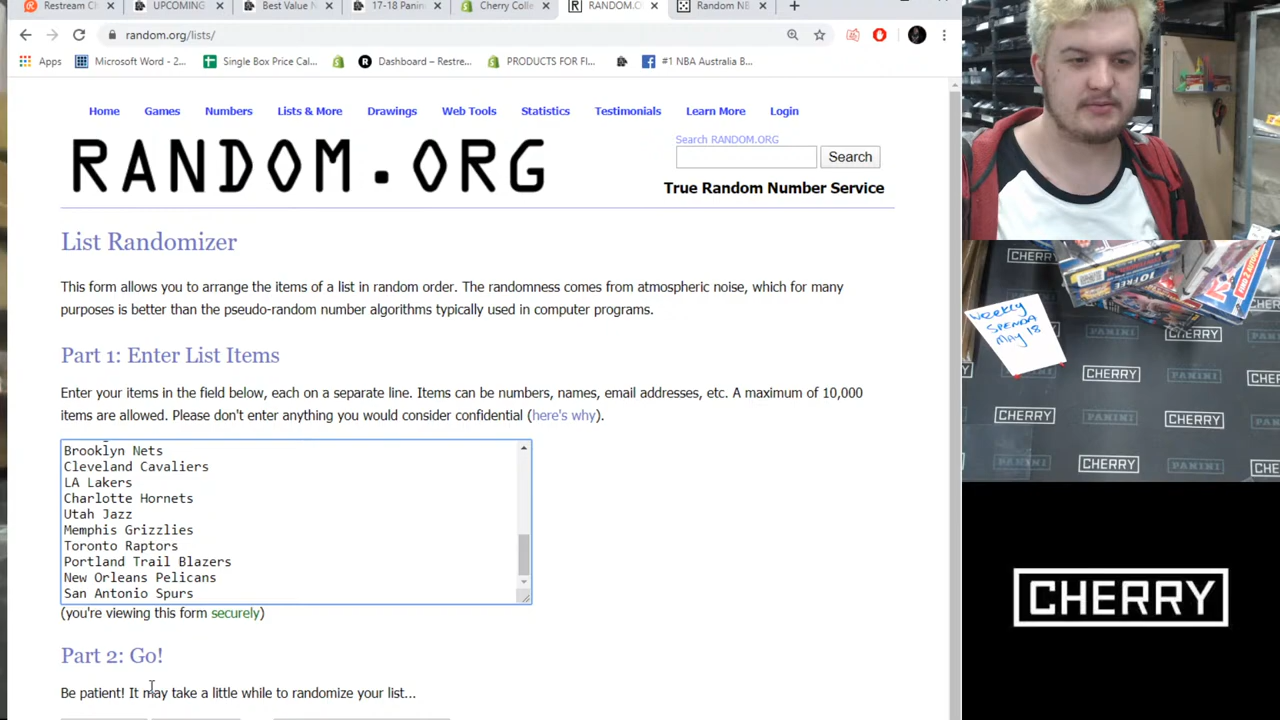 Restream Ch
UPCOMING
Best Value N
17-18 Panin
Cherry Colle
RANDOM.O
Random NB
random.org/lists/
Apps
Microsoft Word - 2...
Single Box Price Cal...
Dashboard – Restre...
PRODUCTS FOR FI...
#1 NBA Australia B...
Home
Games
Numbers
Lists & More
Drawings
Web Tools
Statistics
Testimonials
Learn More
Login
RANDOM.ORG
Search RANDOM.ORG
Search
True Random Number Service
List Randomizer
This form allows you to arrange the items of a list in random order. The randomness comes from atmospheric noise, which for many
purposes is better than the pseudo-random number algorithms typically used in computer programs.
Part 1: Enter List Items
Enter your items in the field below, each on a separate line. Items can be numbers, names, email addresses, etc. A maximum of 10,000
items are allowed. Please don't enter anything you would consider confidential (here's why).
Brooklyn Nets
Cleveland Cavaliers
LA Lakers
Charlotte Hornets
Utah Jazz
Memphis Grizzlies
Toronto Raptors
Portland Trail Blazers
New Orleans Pelicans
San Antonio Spurs
(you're viewing this form securely)
Part 2: Go!
Be patient! It may take a little while to randomize your list...
WEEKLY
SPENDA
MAY 18
CHERRY
PANINI
CHERRY
PANINI
CHERRY
CHERRY
PANINI
CHERRY
PANINI
CHERRY
CHERRY